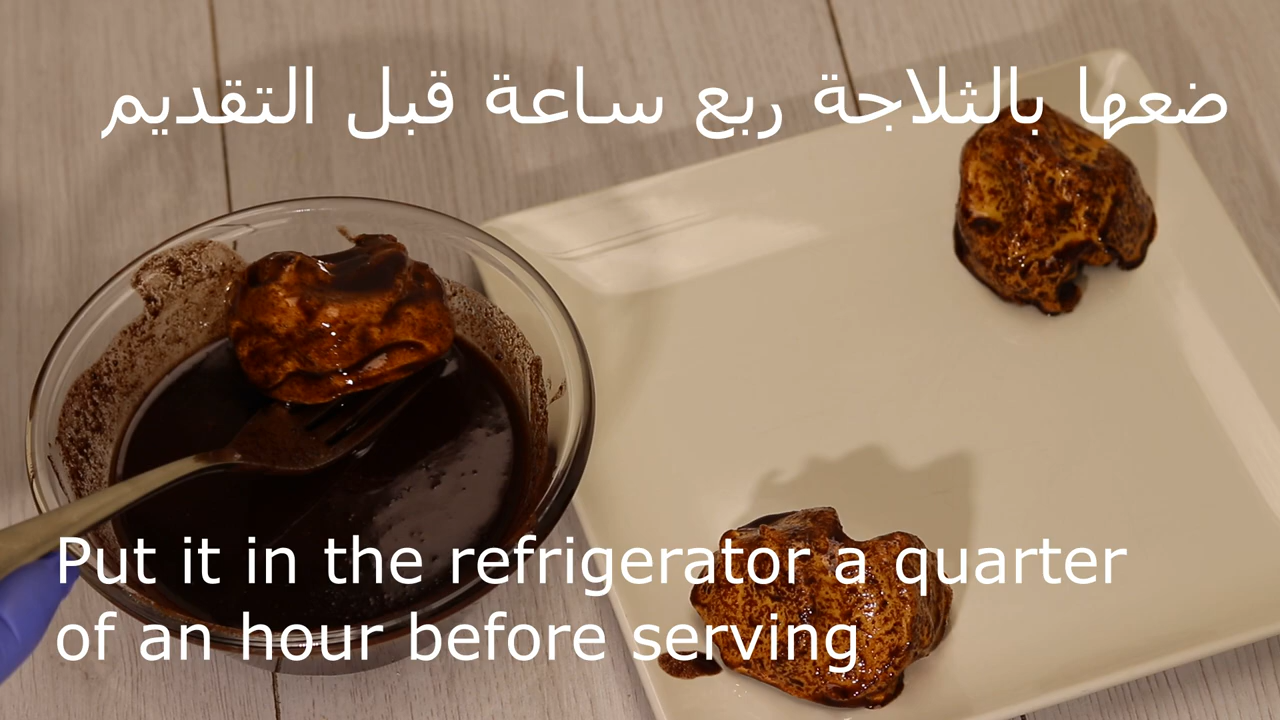 ضعها بالثلاجة ربع ساعة قبل التقديم
Put it in the refrigerator a quarter
of an hour before serving